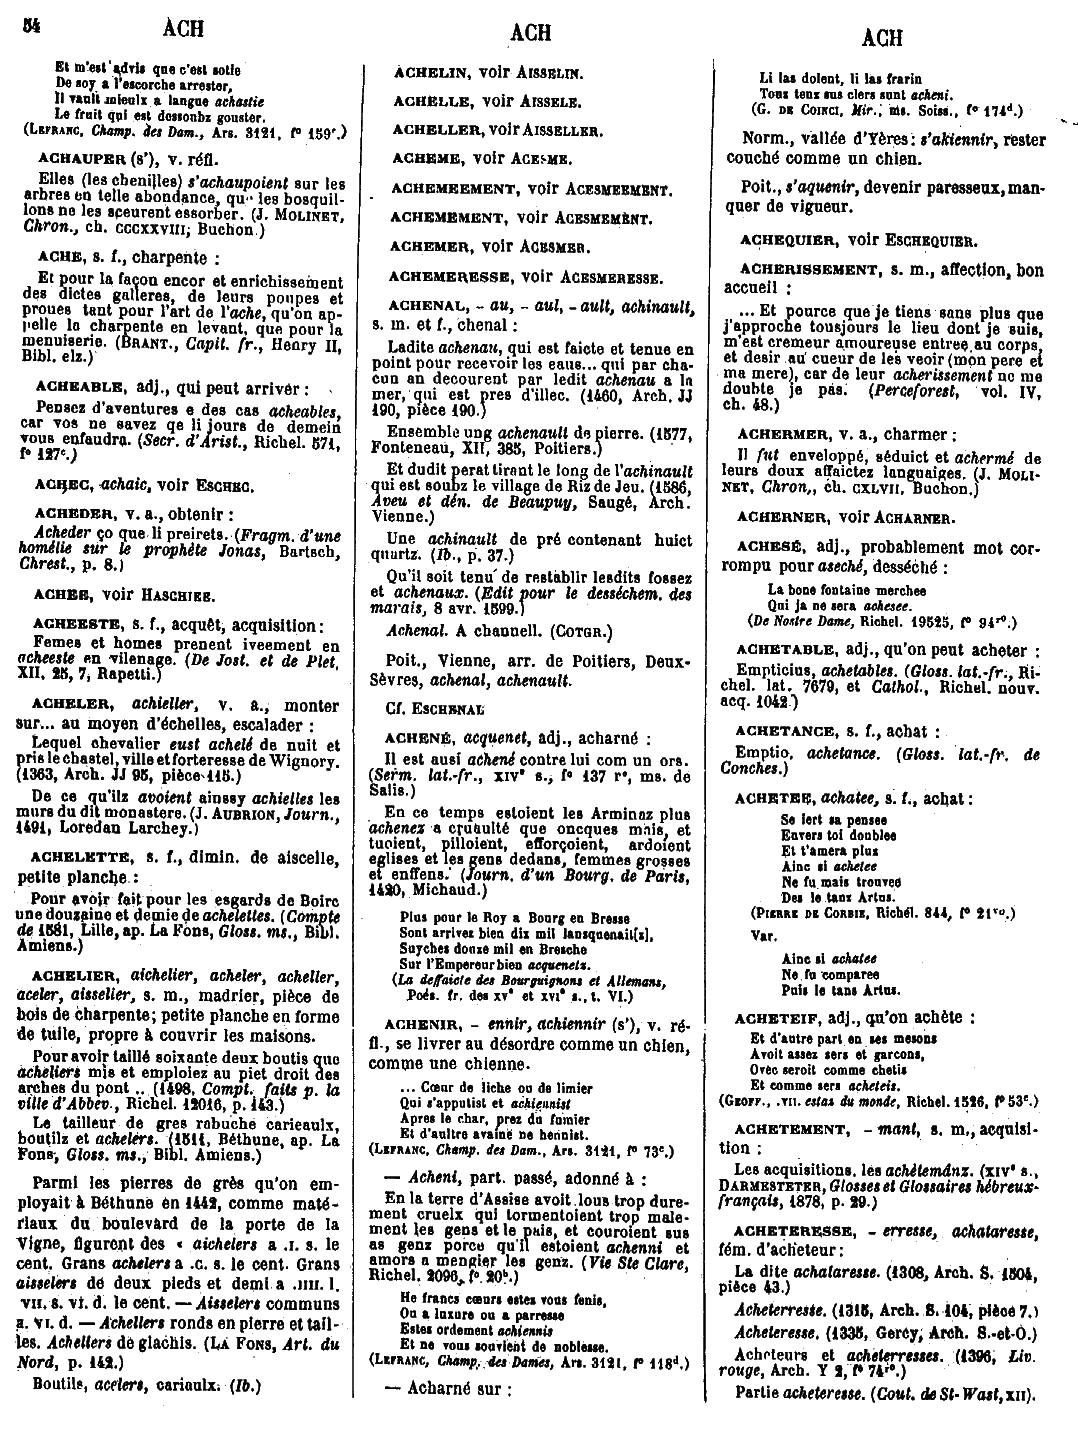 54
ACH
Et m'est advis que c'est sotie
De soy a l'escorche arrester,
Il vault mieulx a langue achastie
Le fruit qui est dessoubz gouster.
(LEFRANC, Champ. des Dam., Ars. 3121, f° 159r.)
ACHAUPER (s'), v. réfl.
Elles (les chenilles) s'achaupoient sur les
arbres en telle abondance, que les bosquil-
lons ne les sceurent essorber. (J. MOLINET,
Chron., ch. CCCXXVIII; Buchon.)
ACHE, s. f., charpente :
Et pour la façon encor et enrichissement
des dictes galleres, de leurs poupes et
proues tant pour l'art de l'ache, qu'on ap-
pelle la charpente en levant, que pour la
menuiserie. (BRANT., Capit. fr., Henry II,
Bibl. elz.)
ACHEABLE, adj., qui peut arriver :
Pensez d'aventures e des cas acheables,
car vos ne savez qe li jours de demein
vous enfaudra. (Secr. d'Arist., Richel. 571,
f° 127c.)
ACHEC, -achaic, voir ESCHEC.
ACHEDER, v. a., obtenir :
Acheder ço que li preirets. (Fragm. d'une
homélie sur le prophète Jonas, Bartsch,
Chrest., p. 8.)
ACHEE, voir HASCHIEE.
ACHEESTE, s. f., acquêt, acquisition :
Femes et homes prenent iveement en
acheeste en vilenage. (De Jost. et de Plet,
XII, 25, 7, Rapetti.)
ACHELER, achieller, v. a., monter
sur... au moyen d'échelles, escalader :
Lequel chevalier eust achelé de nuit et
pris le chastel, ville et forteresse de Wignory.
(1363, Arch. JJ 95, pièce 115.)
De ce qu'ilz avoient ainssy achielles les
murs du dit monastere. (J. AUBRION, Journ.,
1491, Loredan Larchey.)
ACHELETTE, s. f., dimin. de aiscelle,
petite planche :
Pour avoir fait pour les esgards de Boire
une douzaine et demie de achelettes. (Compte
de 1581, Lille, ap. La Fons, Gloss. ms., Bibl.
Amiens.)
ACHELIER, aichelier, acheler, acheller,
aceler, aisselier, s. m., madrier, pièce de
bois de charpente; petite planche en forme
de tuile, propre à couvrir les maisons.
Pour avoir taillé soixante deux boutis que
acheliers mis et emploiez au piet droit des
arches du pont .. (1498, Compt. faits p. la
ville d'Abbev., Richel. 12016, p. 143.)
Le tailleur de gres rabuche carieaulx,
boutilz et achelers. (1511, Béthune, ap. La
Fons, Gloss. ms., Bibl. Amiens.)
Parmi les pierres de grès qu'on em-
ployait à Béthune en 1442, comme maté-
riaux du boulevard de la porte de la
Vigne, figurent des « aichelers a .I. s. le
cent. Grans achelers a .C. s. le cent. Grans
aisselers de deux pieds et demi a .IIII. l.
VII. s. VI. d. le cent. — Aisselers communs
a. VI. d. — Achellers ronds en pierre et tail-
les. Achellers de glachis. (LA FONS, Art. du
Nord, p. 142.)
Boutils, acelers, cariaulx. (Ib.)
ACH
ACHELIN, voir AISSELIN.
ACHELLE, voir AISSELE.
ACHELLER, voir AISSELLER.
ACHEME, voir ACESME.
ACHEMEEMENT, voir ACESMEEMENT.
ACHEMEMENT, voir ACESMEMENT.
ACHEMER, voir ACESMER.
ACHEMERESSE, voir ACESMERESSE.
ACHENAL, - au, - aul, - ault, achinault,
s. m. et f., chenal :
Ladite achenau, qui est faicte et tenue en
point pour recevoir les eaus... qui par cha-
cun an decourent par ledit achenau a la
mer, qui est pres d'illec. (1460, Arch. JJ
190, pièce 190.)
Ensemble ung achenault de pierre. (1577,
Fonteneau, XII, 385, Poitiers.)
Et dudit perat tirant le long de l'achinault
qui est soubz le village de Riz de Jeu. (1586,
Aveu et dén. de Beaupuy, Saugé, Arch.
Vienne.)
Une achinault de pré contenant huict
quartz. (Ib., p. 37.)
Qu'il soit tenu de restablir lesdits fossez
et achenaux. (Edit pour le desséchem. des
marais, 8 avr. 1599.)
Achenal. A channell. (COTGR.)
Poit., Vienne, arr. de Poitiers, Deux-
Sèvres, achenal, achenault.
Cf. ESCHENAL
ACHENÉ, acquenet, adj., acharné :
Il est ausi achené contre lui com un ors.
(Serm. lat.-fr., XIVe s., f° 137 r°, ms. de
Salis.)
En ce temps estoient les Arminaz plus
achenez a cruaulté que oncques mais, et
tuoient, pilloient, efforçoient, ardoient
eglises et les gens dedans, femmes grosses
et enffens. (Journ. d'un Bourg. de Paris,
1420, Michaud.)
Plus pour le Roy a Bourg en Bresse
Sont arrivez bien dix mil lansquenail[z],
Suyches douze mil en Bresche
Sur l'Empereur bien acquenetz.
(La deffaicte des Bourguignons et Allemans,
Poés. fr. des XVe et XVIe s., t. VI.)
ACHENIR, - ennir, achiennir (s'), v. ré-
fl., se livrer au désordre comme un chien,
comme une chienne.
... Cœur de liche ou de limier
Qui s'apputist et achiennist
Apres le char, prez du fumier
Et d'aultre avaine ne hennist.
(LEFRANC, Champ. des Dam., Ars. 3121, f° 73c.)
— Acheni, part. passé, adonné à :
En la terre d'Assise avoit lous trop dure-
ment crueix qui tormentoient trop male-
ment les gens et le païs, et couroient sus
as genz porce qu'il estoient achenni et
amors a mengier les genz. (Vie Ste Clare,
Richel. 2096, f° 20b.)
He francs cœurs estes vous fenis,
Ou a luxure ou a parresse
Estes ordement achiennis
Et ne vous souvient de noblesse.
(LEFRANC, Champ. des Dames, Ars. 3121, f° 118d.)
— Acharné sur :
ACH
Li las dolent, li las frarin
Tous tenz sus clers sunt acheni.
(G. DE COINCI, Mir., ms. Soiss., f° 174d.)
Norm., vallée d'Yères : s'akiennir, rester
couché comme un chien.
Poit., s'aquenir, devenir paresseux, man-
quer de vigueur.
ACHEQUIER, voir ESCHEQUIER.
ACHERISSEMENT, s. m., affection, bon
accueil :
... Et pource que je tiens sans plus que
j'approche tousjours le lieu dont je suis,
m'est cremeur amoureuse entree au corps,
et desir au cueur de les veoir (mon pere et
ma mere), car de leur acherissement ne me
doubte je pas. (Perceforest, vol. IV,
ch. 48.)
ACHERMER, v. a., charmer :
Il fut enveloppé, séduict et achermé de
leurs doux affaictez languaiges. (J. MOLI-
NET, Chron., ch. CXLVII, Buchon.)
ACHERNER, voir ACHARNER.
ACHESÉ, adj., probablement mot cor-
rompu pour aseché, desséché :
La bone fontaine merchee
Qui ja ne sera achesee.
(De Nostre Dame, Richel. 19525, f° 94ro.)
ACHETABLE, adj., qu'on peut acheter :
Empticius, achetables. (Gloss. lat.-fr., Ri-
chel. lat. 7679, et Cathol., Richel. nouv.
acq. 1042.)
ACHETANCE, s. f., achat :
Emptio, achetance. (Gloss. lat.-fr. de
Conches.)
ACHETEE, achatee, s. f., achat :
Se iert sa pensee
Envers toi doublee
Et t'amera plus
Ainc si achetee
Ne fu mais trouvee
Des le tanz Artus.
(PIERRE DE CORBIE, Richel. 844, f° 21vo.)
Var.
Ainc si achatee
Ne fu comparee
Puis le tans Artus.
ACHETEIF, adj., qu'on achète :
Et d'autre part en ses mesons
Avoit assez sers et garcons,
Ovec seroit comme chetis
Et comme sers acheteis.
(GEOFF., .VII. estaz du monde, Richel. 1526, f° 53c.)
ACHETEMENT, - mant, s. m., acquisi-
tion :
Les acquisitions, les achètemánz. (XIVe s.,
DARMESTETER, Glosses et Glossaires hébreux-
français, 1878, p. 29.)
ACHETERESSE, - erresse, achataresse,
fém. d'acheteur :
La dite achataresse. (1308, Arch. S. 1504,
pièce 43.)
Acheterresse. (1315, Arch. S. 104, pièce 7.)
Acheteresse. (1335, Gercy, Arch. S.-et-O.)
Acheteurs et acheterresses. (1396, Liv.
rouge, Arch. Y 2, f° 74ro.)
Partie acheteresse. (Cout. de St-Wast, XII).